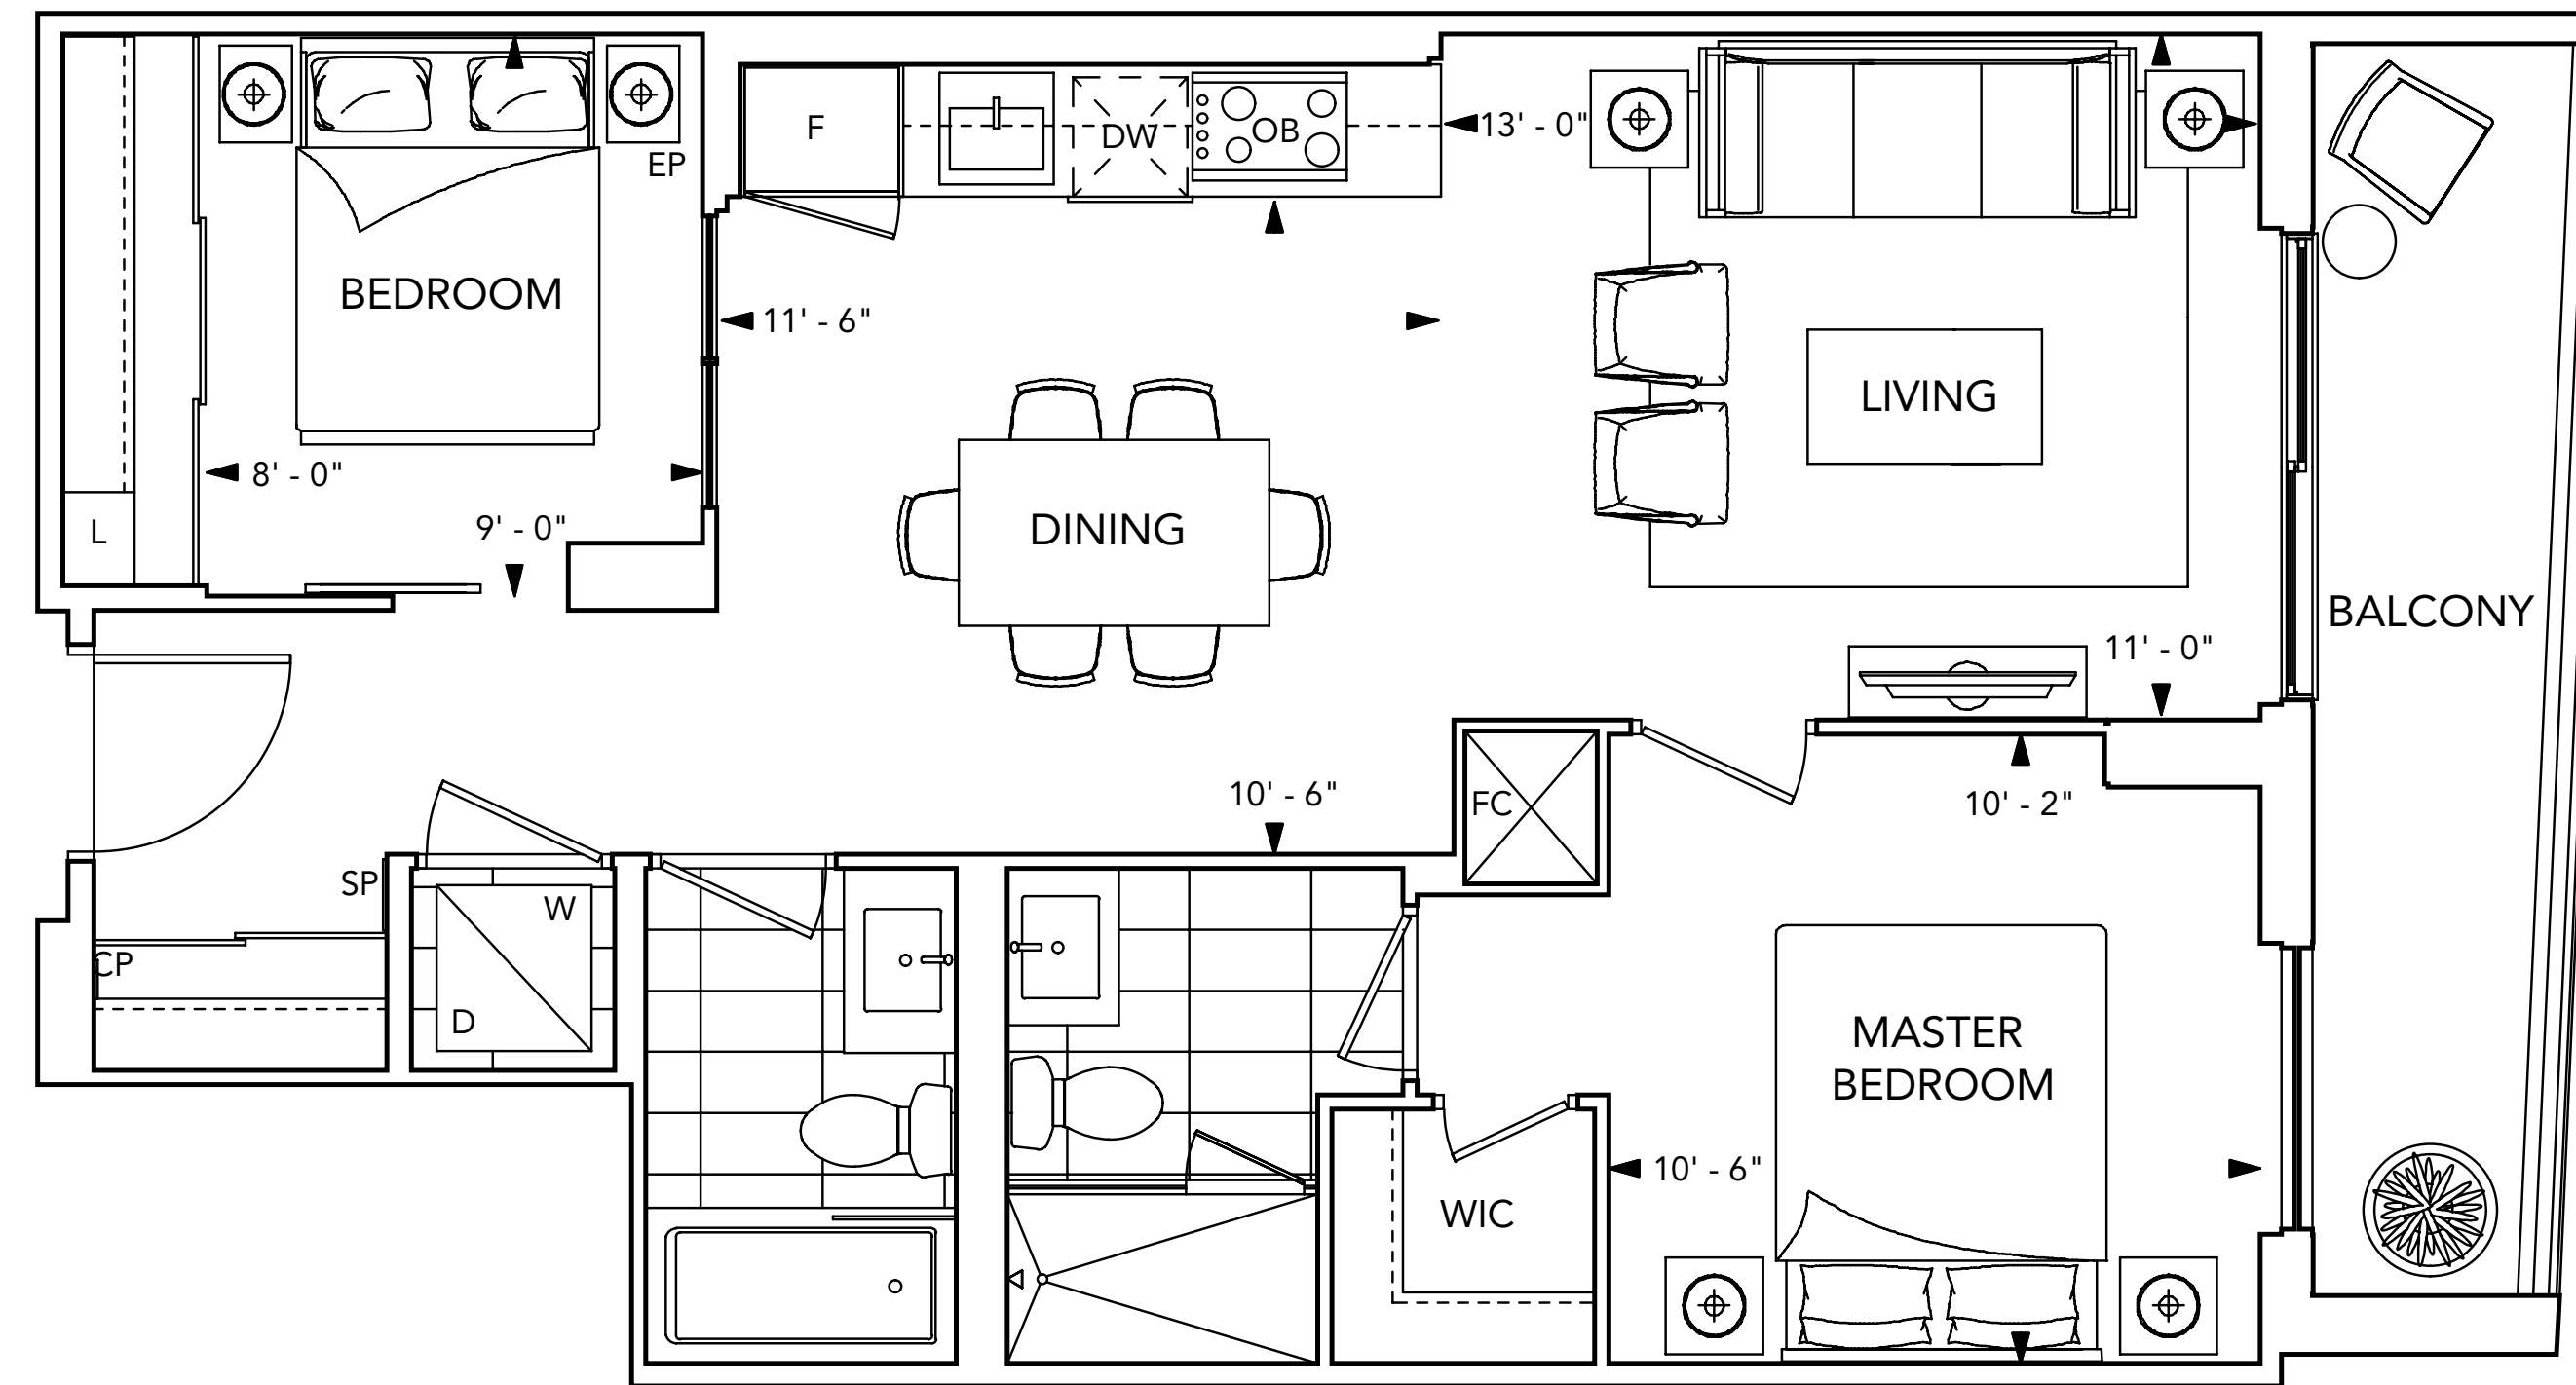 F
DW
OB
13' - 0"
EP
BEDROOM
11' - 6"
LIVING
8' - 0"
L
9' - 0"
DINING
BALCONY
11' - 0"
10' - 6"
FC
10' - 2"
SP
W
CP
D
MASTER
BEDROOM
10' - 6"
WIC